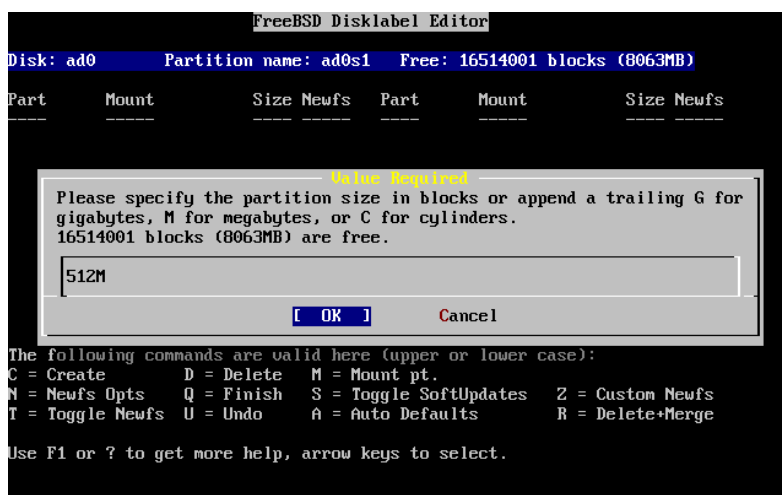 FreeBSD Disklabel Editor
Disk: ad0 Partition name: ad0s1 Free: 16514001 blocks (8063MB)
Part Mount Size Newfs Part Mount Size Newfs
---- ----- ---- ----- ---- ----- ---- -----
Value Required
Please specify the partition size in blocks or append a trailing G for
gigabytes, M for megabytes, or C for cylinders.
16514001 blocks (8063MB) are free.
512M
[ OK ] Cancel
The following commands are valid here (upper or lower case):
C = Create D = Delete M = Mount pt.
N = Newfs Opts Q = Finish S = Toggle SoftUpdates Z = Custom Newfs
T = Toggle Newfs U = Undo A = Auto Defaults R = Delete+Merge
Use F1 or ? to get more help, arrow keys to select.